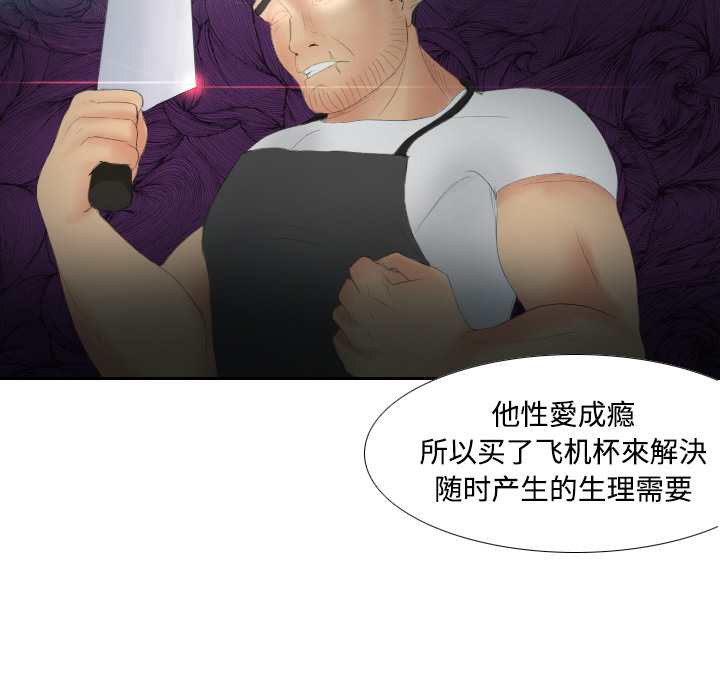 他性愛成瘾
所以买了飞机杯來解決
随时产生的生理需要